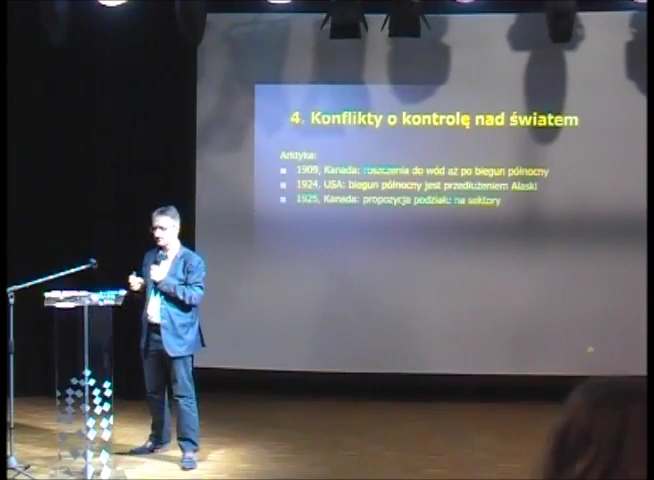 4. Konflikty o kontrolę nad światem
Arktyka:
1909, Kanada: roszczenia do wód aż po biegun północny
1924, USA: biegun północny jest przedłużeniem Alaski
1925, Kanada: propozycja podziału na sektory